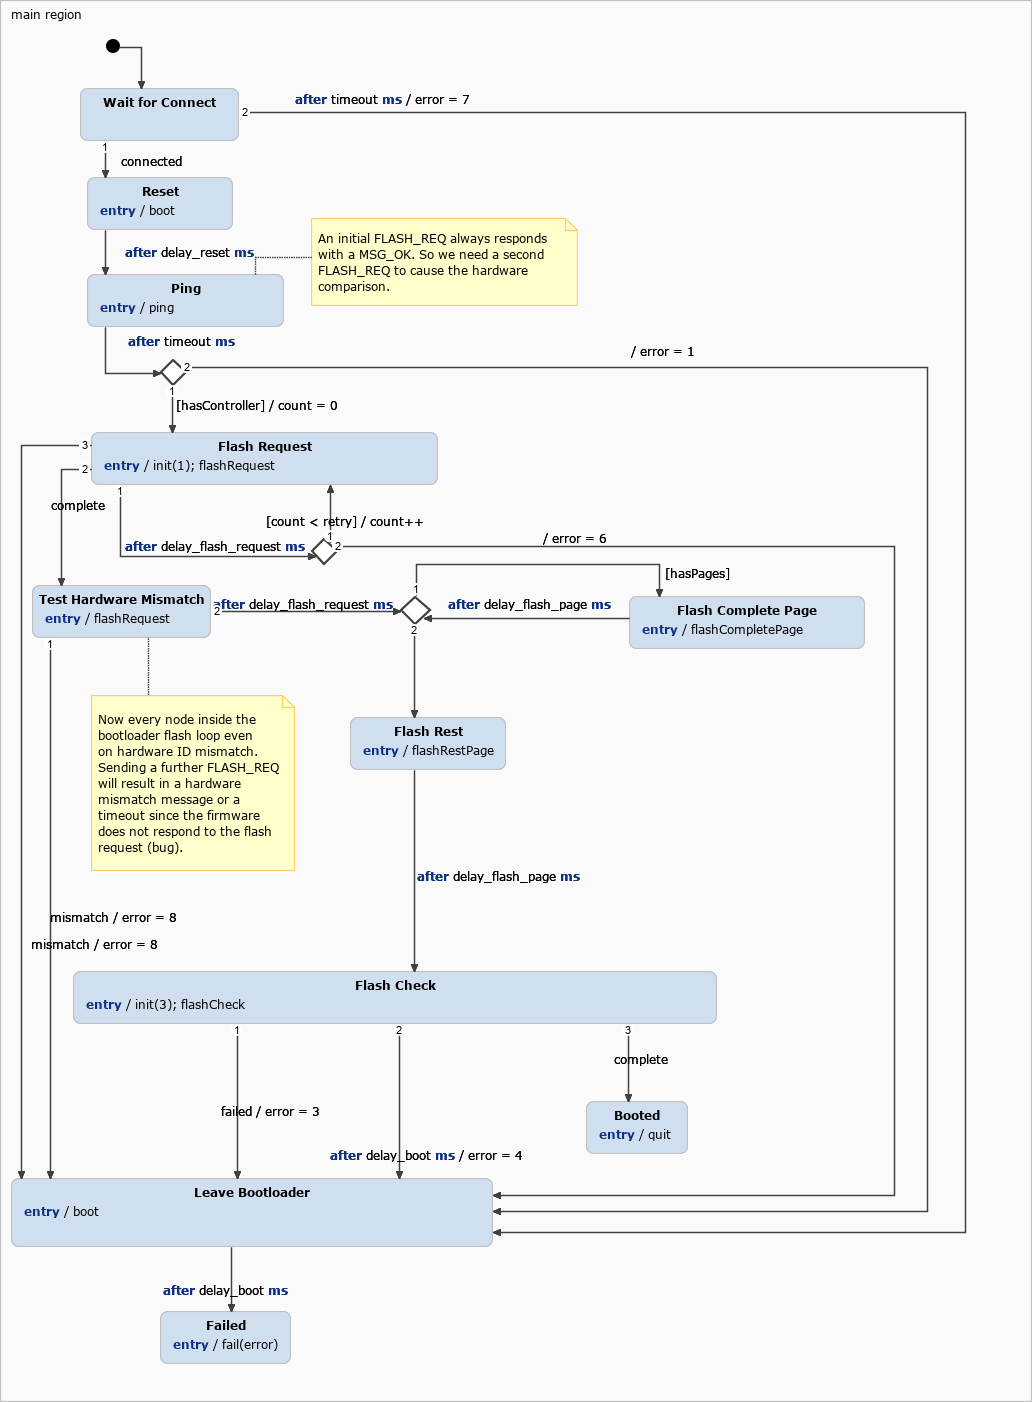 main region
Wait for Connect
2
after timeout ms / error = 7
1
connected
Reset
entry / boot
after delay_reset ms
An initial FLASH_REQ always responds
with a MSG_OK. So we need a second
FLASH_REQ to cause the hardware
comparison.
Ping
entry / ping
after timeout ms
2
/ error = 1
1
[hasController] / count = 0
3
Flash Request
entry / init(1); flashRequest
2
1
complete
[count < retry] / count++
1
after delay_flash_request ms
2
/ error = 6
[hasPages]
1
Test Hardware Mismatch
entry / flashRequest
2
after delay_flash_request ms
after delay_flash_page ms
Flash Complete Page
entry / flashCompletePage
2
1
Now every node inside the
bootloader flash loop even
on hardware ID mismatch.
Sending a further FLASH_REQ
will result in a hardware
mismatch message or a
timeout since the firmware
does not respond to the flash
request (bug).
Flash Rest
entry / flashRestPage
after delay_flash_page ms
mismatch / error = 8
mismatch / error = 8
Flash Check
entry / init(3); flashCheck
1
2
3
complete
failed / error = 3
Booted
entry / quit
after delay_boot ms / error = 4
Leave Bootloader
entry / boot
after delay_boot ms
Failed
entry / fail(error)